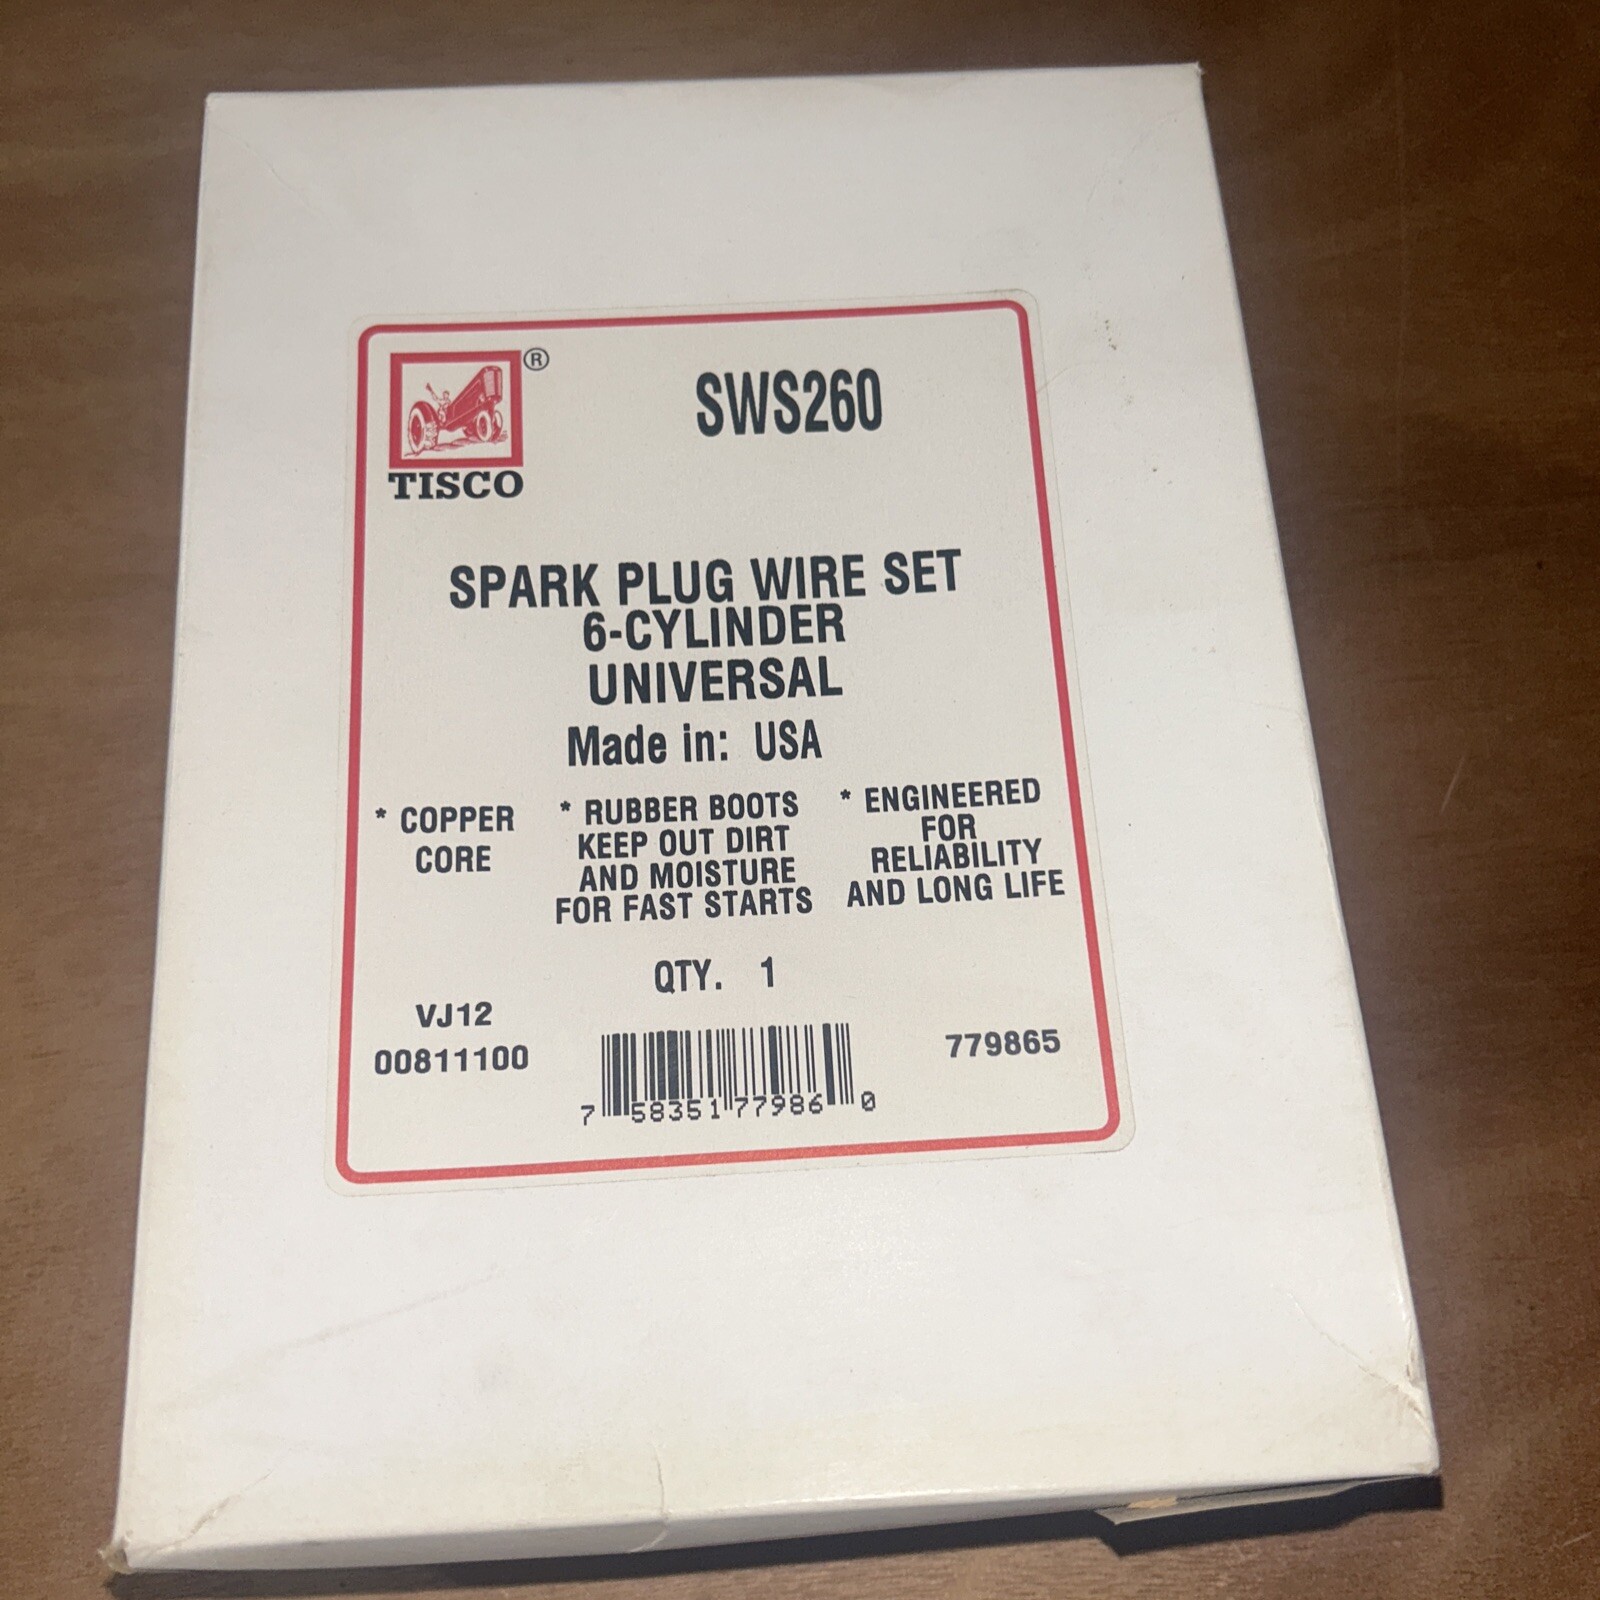 ®
TISCO
SWS260
SPARK PLUG WIRE SET
6-CYLINDER
UNIVERSAL
Made in: USA
* COPPER
CORE
* RUBBER BOOTS
KEEP OUT DIRT
AND MOISTURE
FOR FAST STARTS
* ENGINEERED
FOR
RELIABILITY
AND LONG LIFE
QTY. 1
VJ12
00811100
7 58351 77986 0
779865